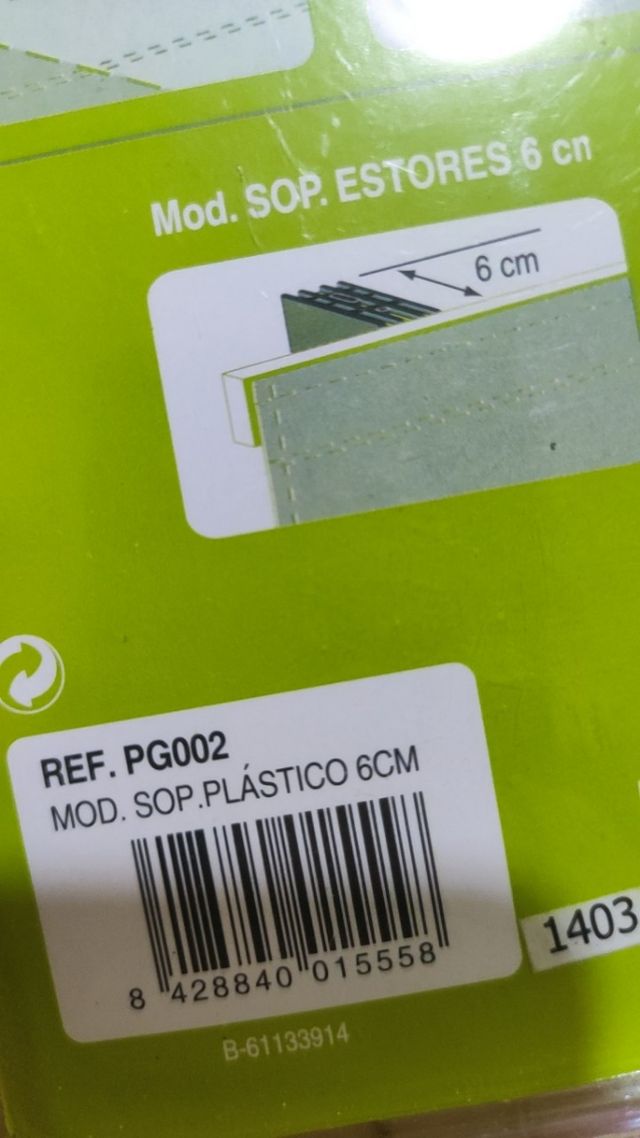 Mod. SOP. ESTORES 6 cn
6 cm
REF. PG002
MOD. SOP.PLÁSTICO 6CM
8 428840 015558
1403
B-61133914